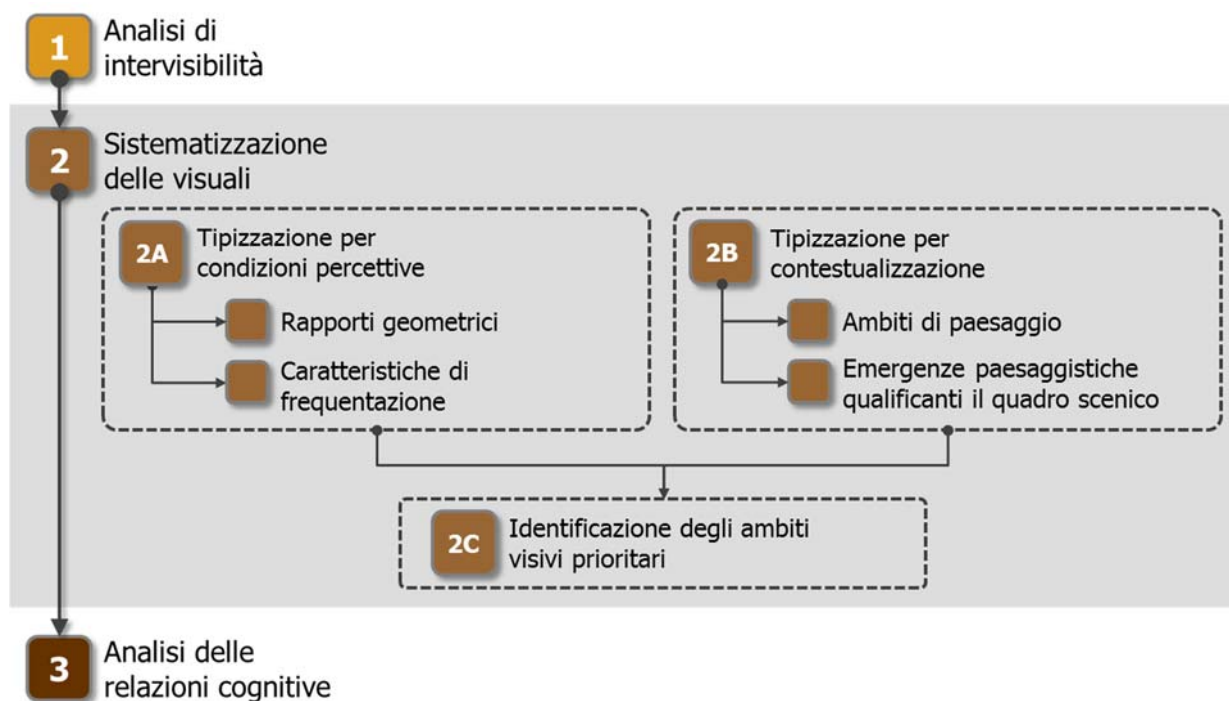 1
Analisi di
intervisibilità
2
Sistematizzazione
delle visuali
2A
Tipizzazione per
condizioni percettive
Rapporti geometrici
Caratteristiche di
frequentazione
2B
Tipizzazione per
contestualizzazione
Ambiti di paesaggio
Emergenze paesaggistiche
qualificanti il quadro scenico
2C
Identificazione degli ambiti
visivi prioritari
3
Analisi delle
relazioni cognitive